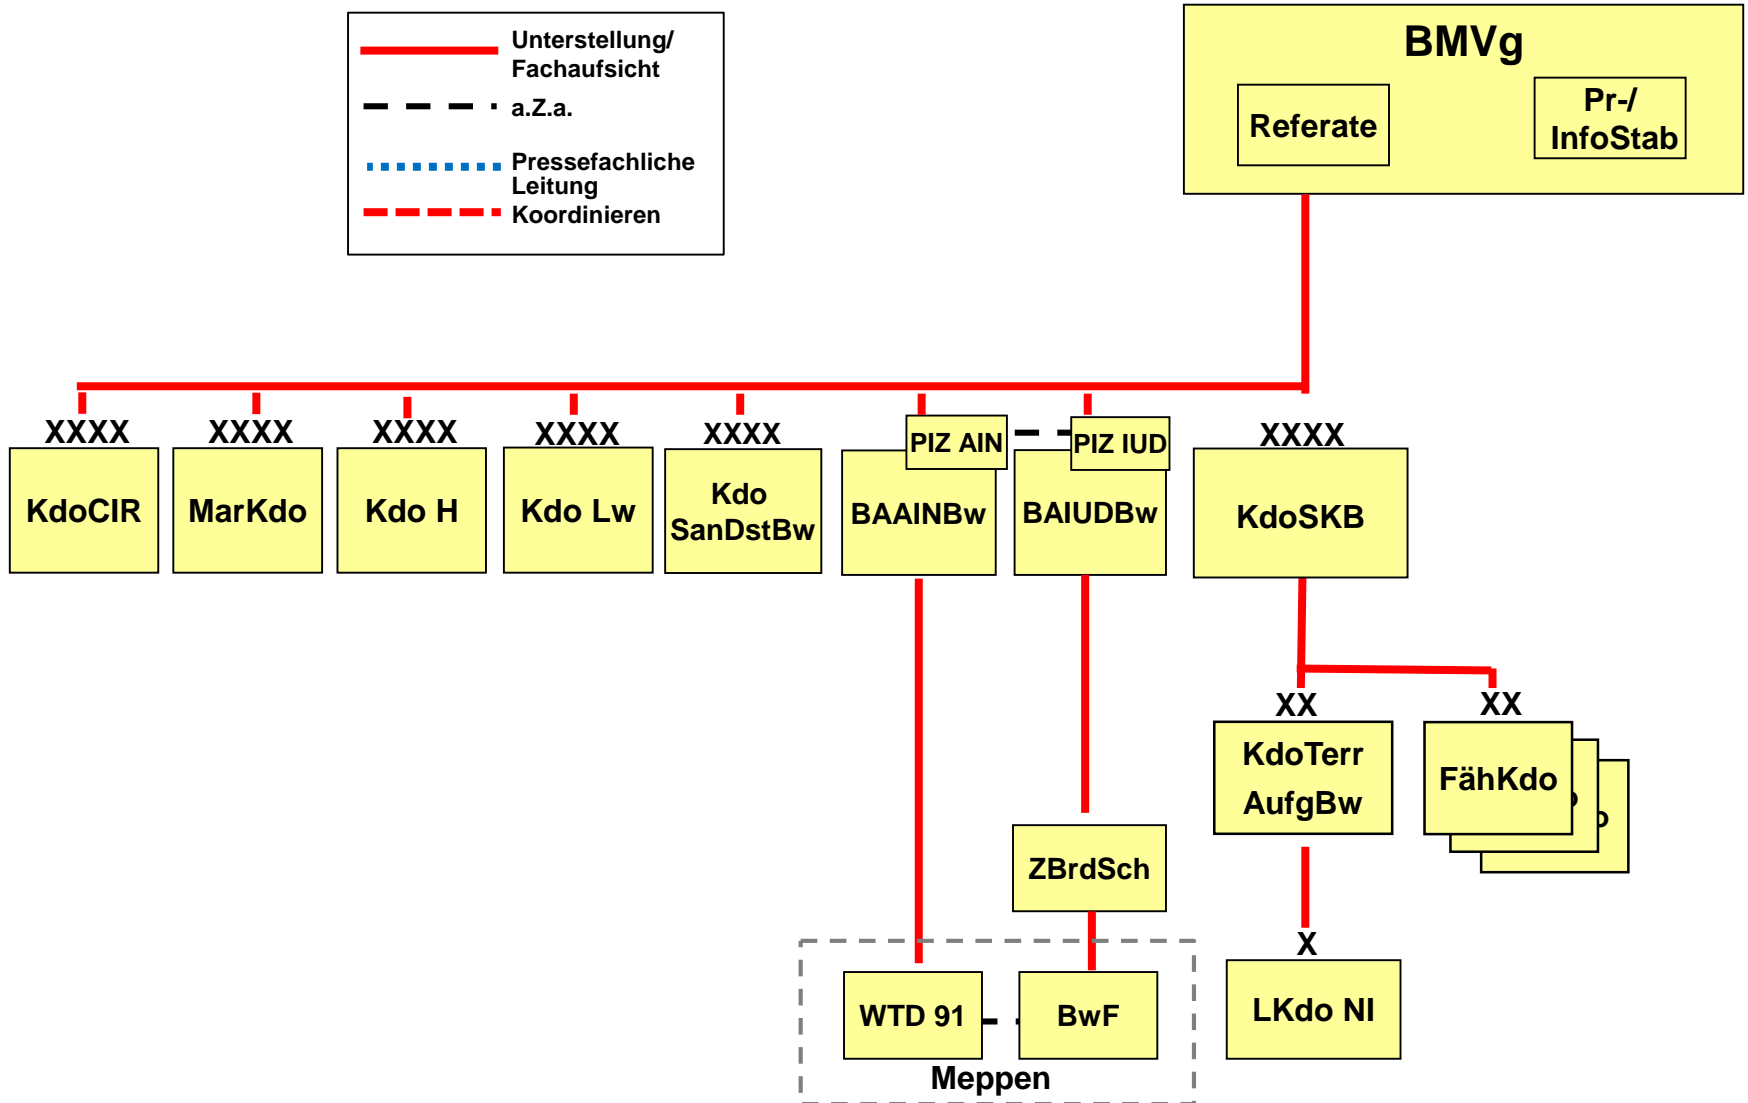 Unterstellung/
Fachaufsicht
a.Z.a.
Pressefachliche
Leitung
Koordinieren
BMVg
Referate
Pr-/
InfoStab
XXXX
XXXX
XXXX
XXXX
XXXX
XXXX
PIZ AIN
PIZ IUD
KdoCIR
MarKdo
Kdo H
Kdo Lw
Kdo
SanDstBw
BAAINBw
BAIUDBw
KdoSKB
XX
XX
KdoTerr
AufgBw
FähKdo
o
o
ZBrdSch
X
WTD 91
BwF
LKdo NI
Meppen